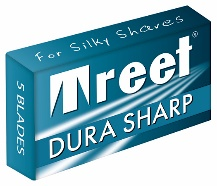 For Silky Shaves
Treet®
DURA SHARP
5 BLADES